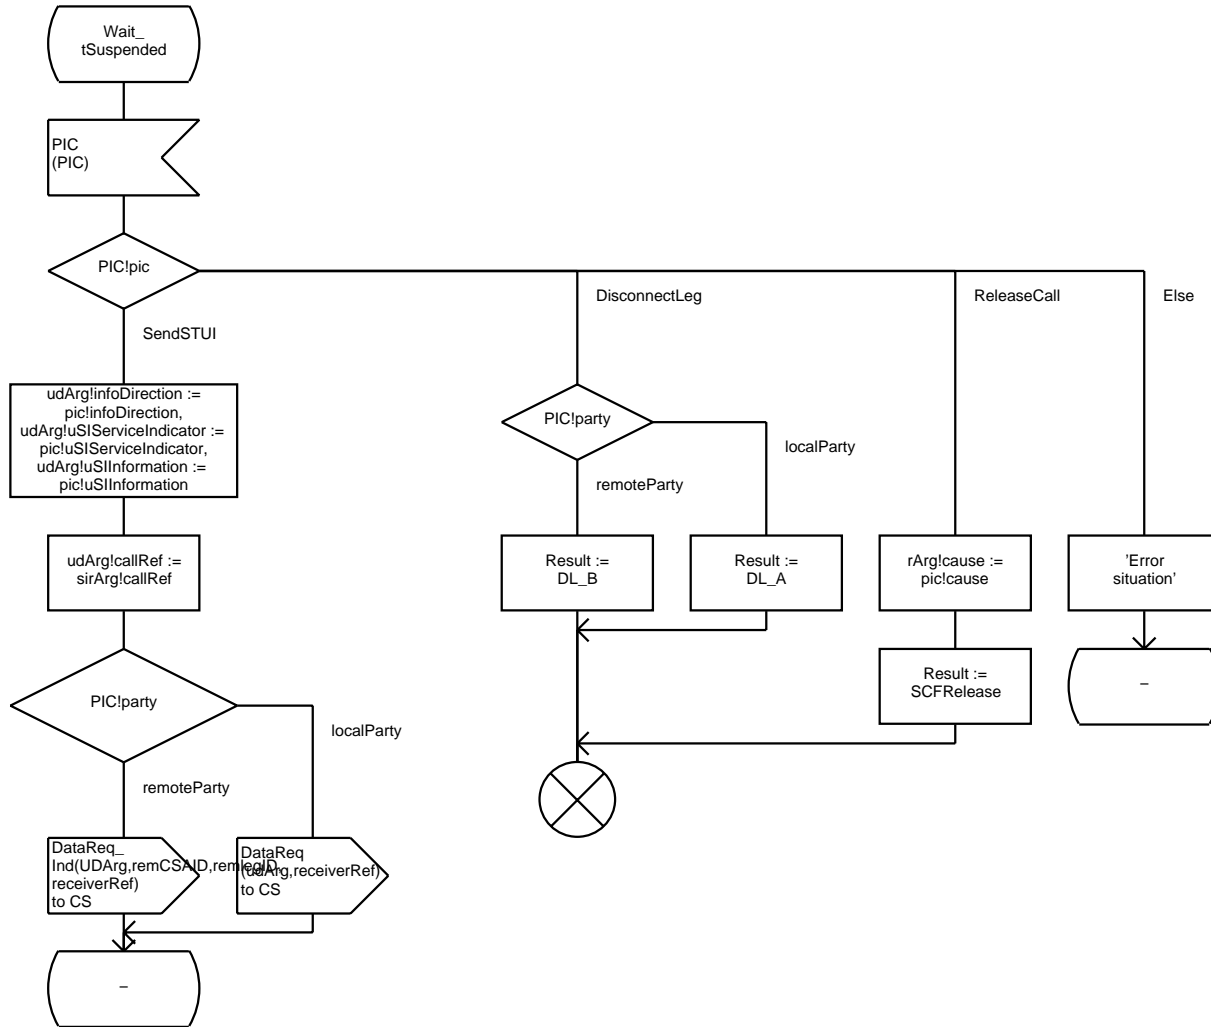 Wait_
tSuspended
PIC
(PIC)
PIC!pic
DisconnectLeg
ReleaseCall
Else
SendSTUI
udArg!infoDirection :=
pic!infoDirection,
udArg!uSIServiceIndicator :=
pic!uSIServiceIndicator,
udArg!uSIInformation :=
pic!uSIInformation
PIC!party
localParty
remoteParty
udArg!callRef :=
sirArg!callRef
Result :=
DL_B
Result :=
DL_A
rArg!cause :=
pic!cause
'Error
situation'
Result :=
SCFRelease
–
PIC!party
localParty
remoteParty
DataReq_
Ind(UDArg,remCSAID,remlegID,
receiverRef)
to CS
DataReq
(udArg,receiverRef)
to CS
–